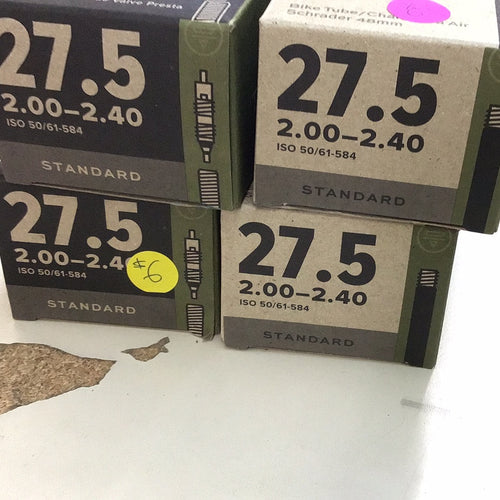 Valve Presta
27.5
2.00–2.40
ISO 50/61-584
STANDARD
Bike Tube/
Air
Schrader 48mm
27.5
2.00–2.40
ISO 50/61-584
STANDARD
27.5
2.00–2.4
ISO 50/61-584
$6
STANDARD
27.5
2.00–2.40
ISO 50/61-584
STANDARD